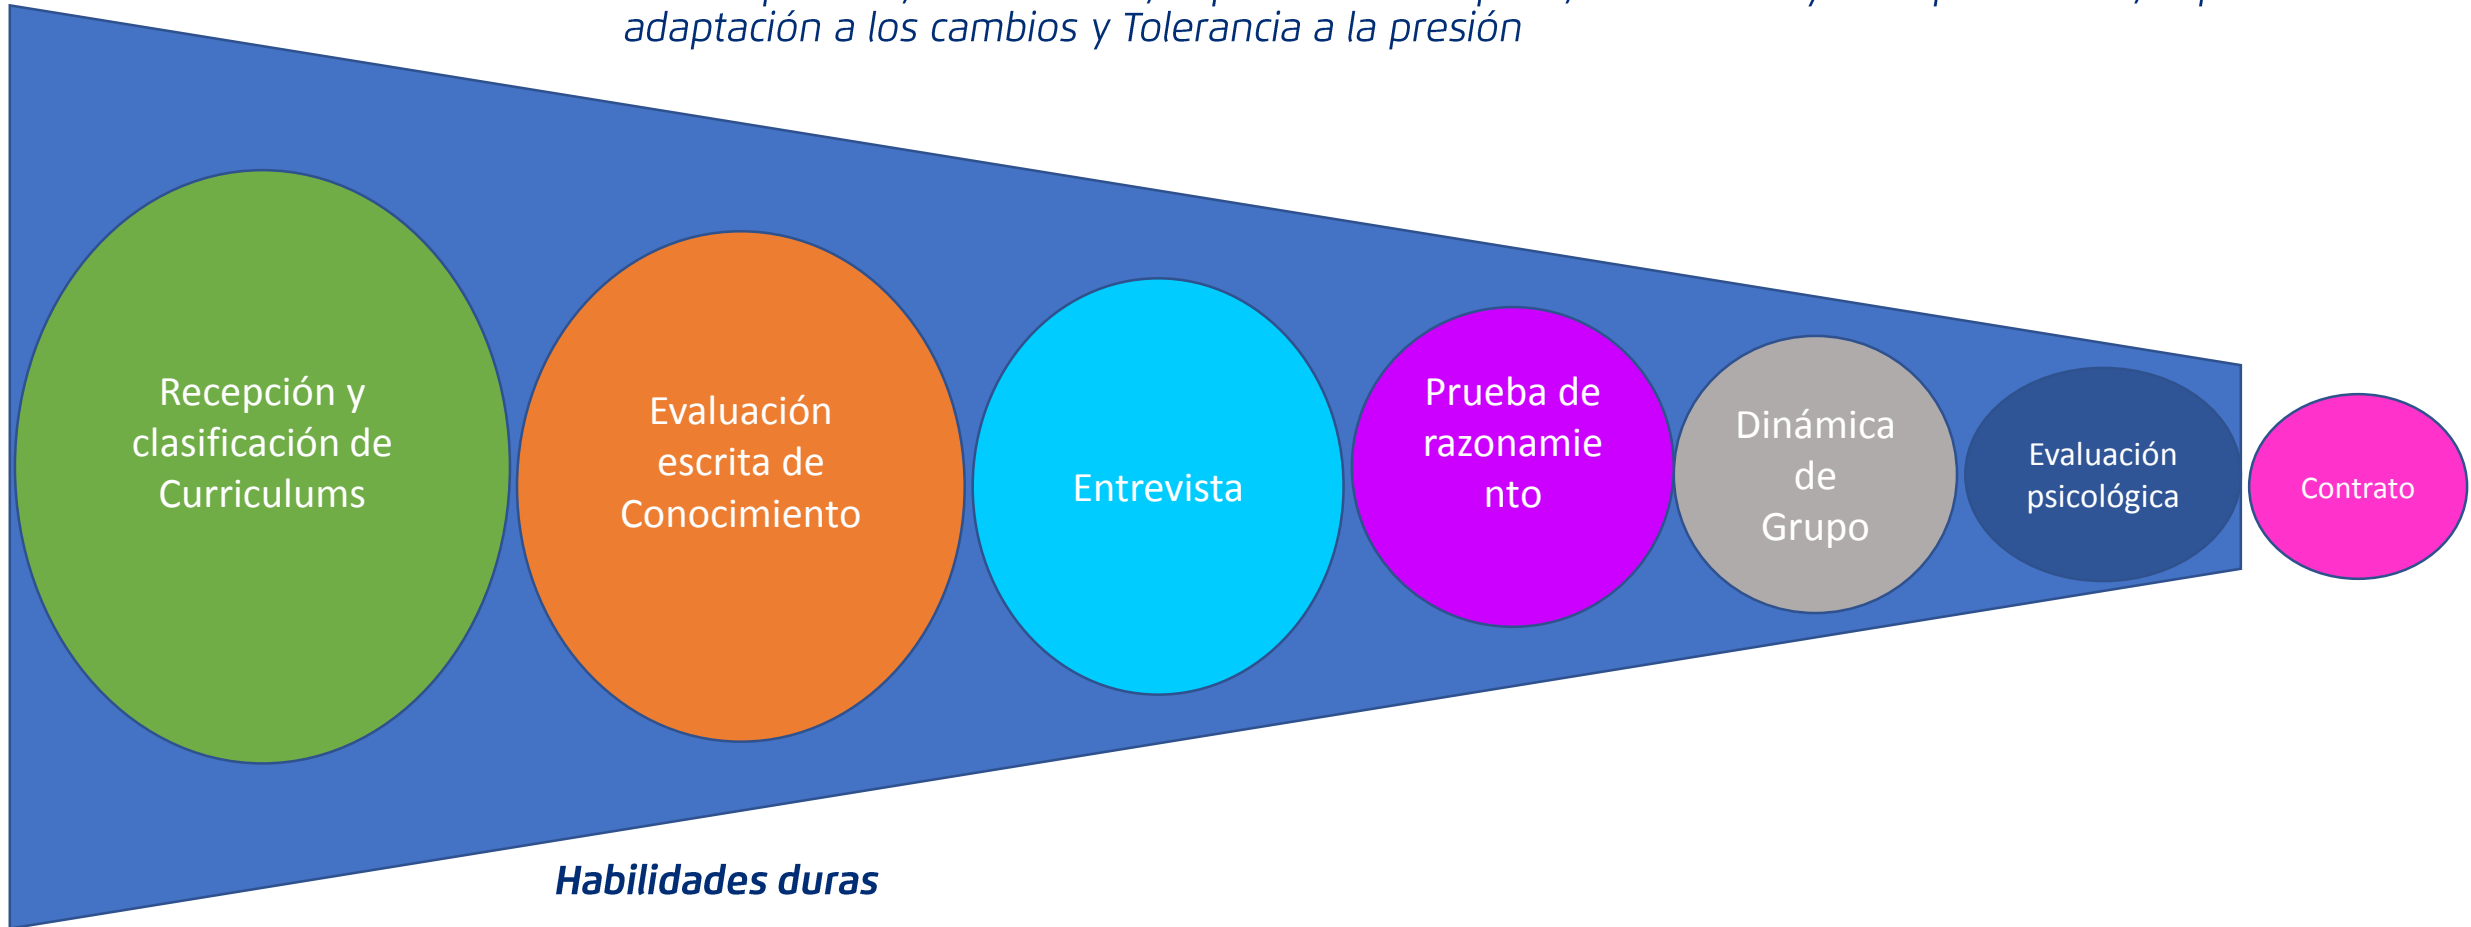 adaptación a los cambios y Tolerancia a la presión
Recepción y
clasificación de
Curriculums
Evaluación
escrita de
Conocimiento
Entrevista
Prueba de
razonamie
nto
Dinámica
de
Grupo
Evaluación
psicológica
Contrato
Habilidades duras